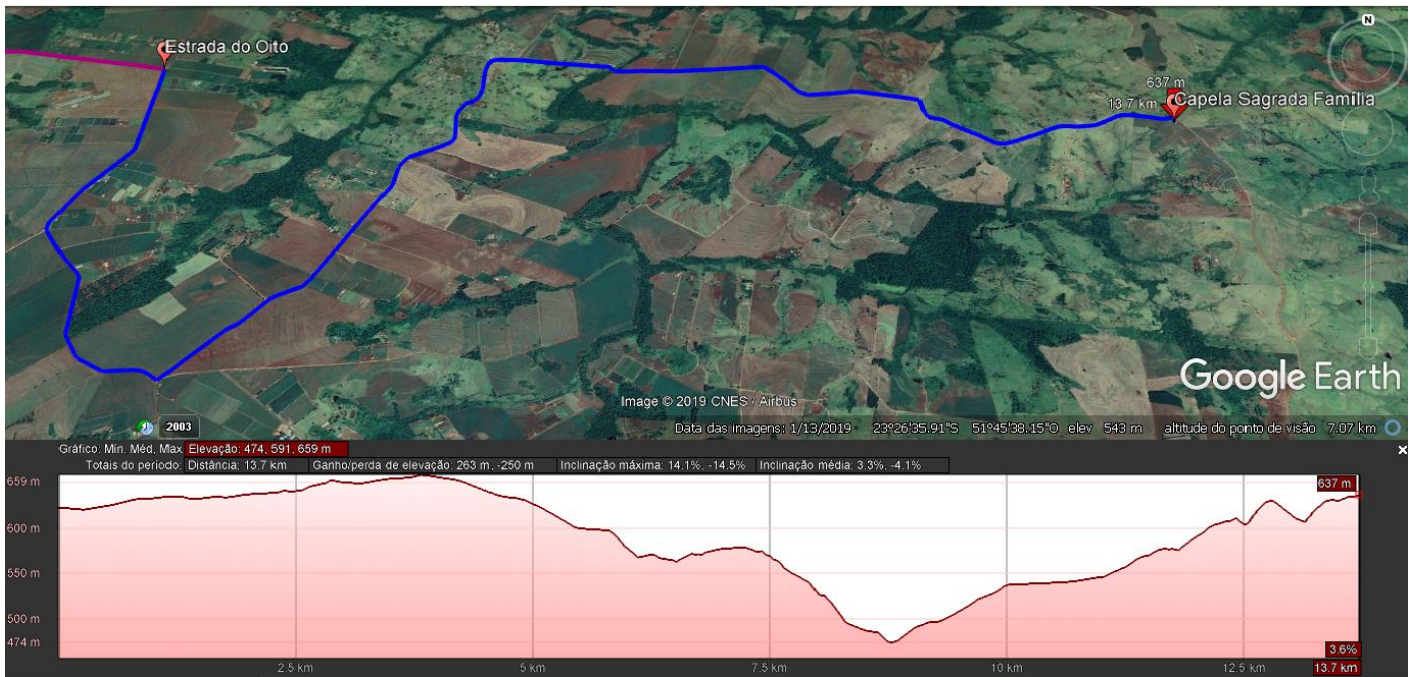 Estrada do Oito
N
637 m
13.7 km
Capela Sagrada Família
Google Earth
Image © 2019 CNES / Airbus
2003
Data das imagens: 1/13/2019 23°26'35.91"S 51°45'38.15"O elev 543 m altitude do ponto de visão 7.07 km
Gráfico: Mín. Méd, Max Elevação: 474, 591, 659 m
Totais do período: Distância: 13.7 km Ganho/perda de elevação: 263 m, -250 m Inclinação máxima: 14.1%, -14.5% Inclinação média: 3.3%, -4.1%
659 m
637 m
600 m
550 m
500 m
474 m
3.6%
2.5 km 5 km 7.5 km 10 km 12.5 km 13.7 km